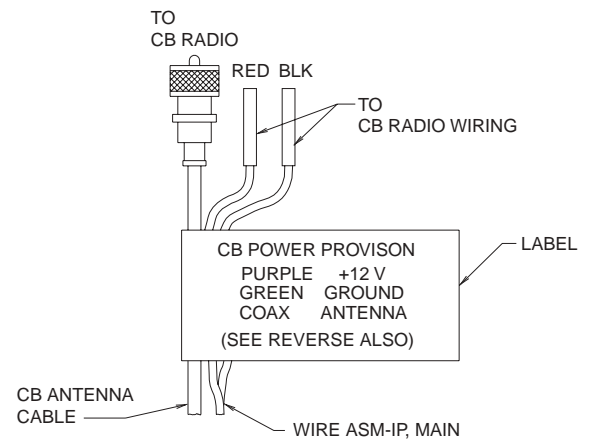 TO
CB RADIO
RED BLK
TO
CB RADIO WIRING
CB POWER PROVISON
PURPLE +12 V
GREEN GROUND
COAX ANTENNA
(SEE REVERSE ALSO)
LABEL
CB ANTENNA
CABLE
WIRE ASM-IP, MAIN